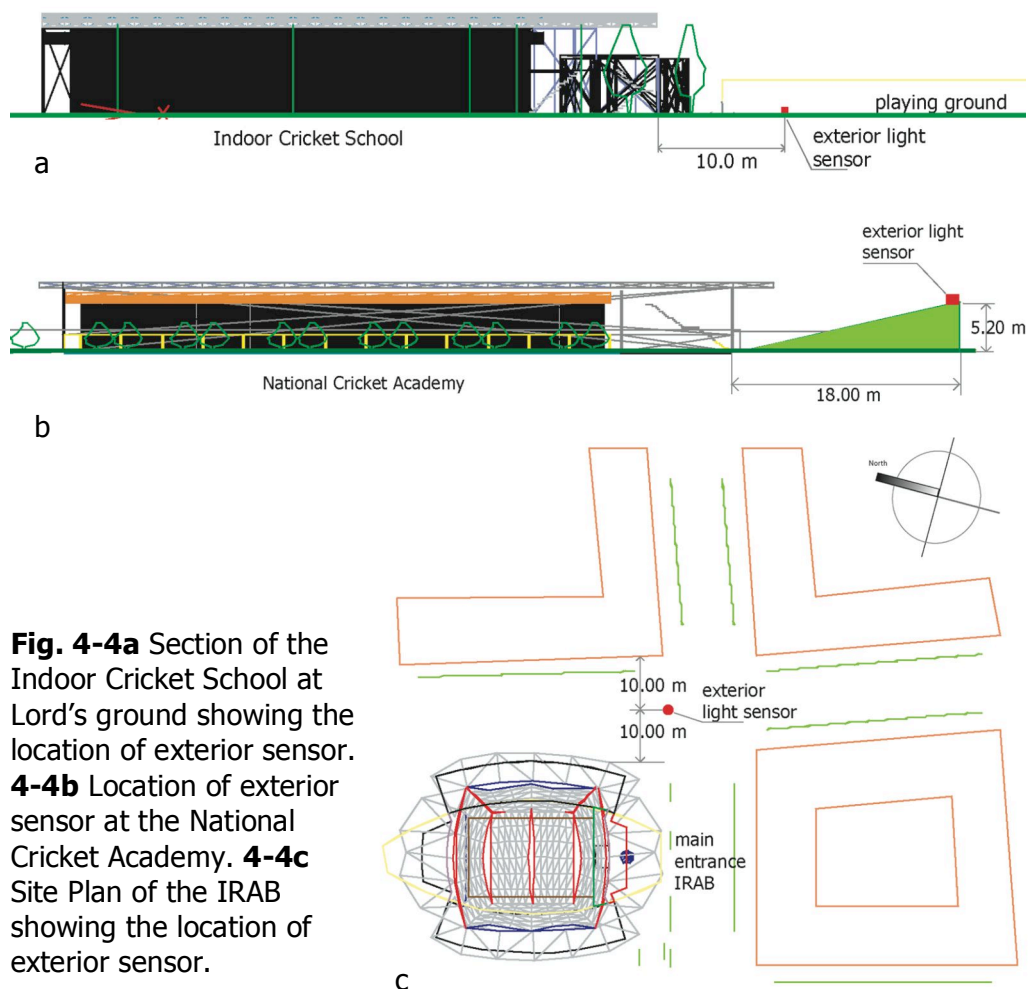 playing ground
Indoor Cricket School
exterior light
sensor
10.0 m
a
exterior light
sensor
5.20 m
National Cricket Academy
18.00 m
b
North
Fig. 4-4a Section of the
Indoor Cricket School at
Lord's ground showing the
location of exterior sensor.
4-4b Location of exterior
sensor at the National
Cricket Academy. 4-4c
Site Plan of the IRAB
showing the location of
exterior sensor.
10.00 m
exterior
light sensor
10.00 m
main
entrance
IRAB
c